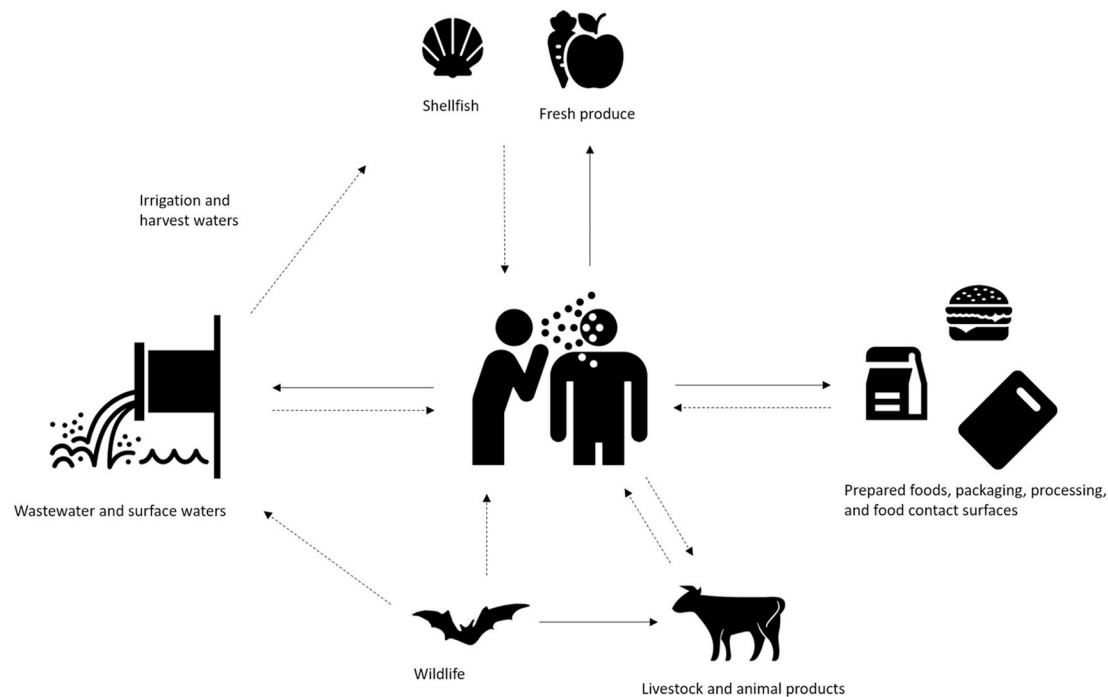 Shellfish
Fresh produce
Irrigation and
harvest waters
Wastewater and surface waters
Prepared foods, packaging, processing,
and food contact surfaces
Wildlife
Livestock and animal products